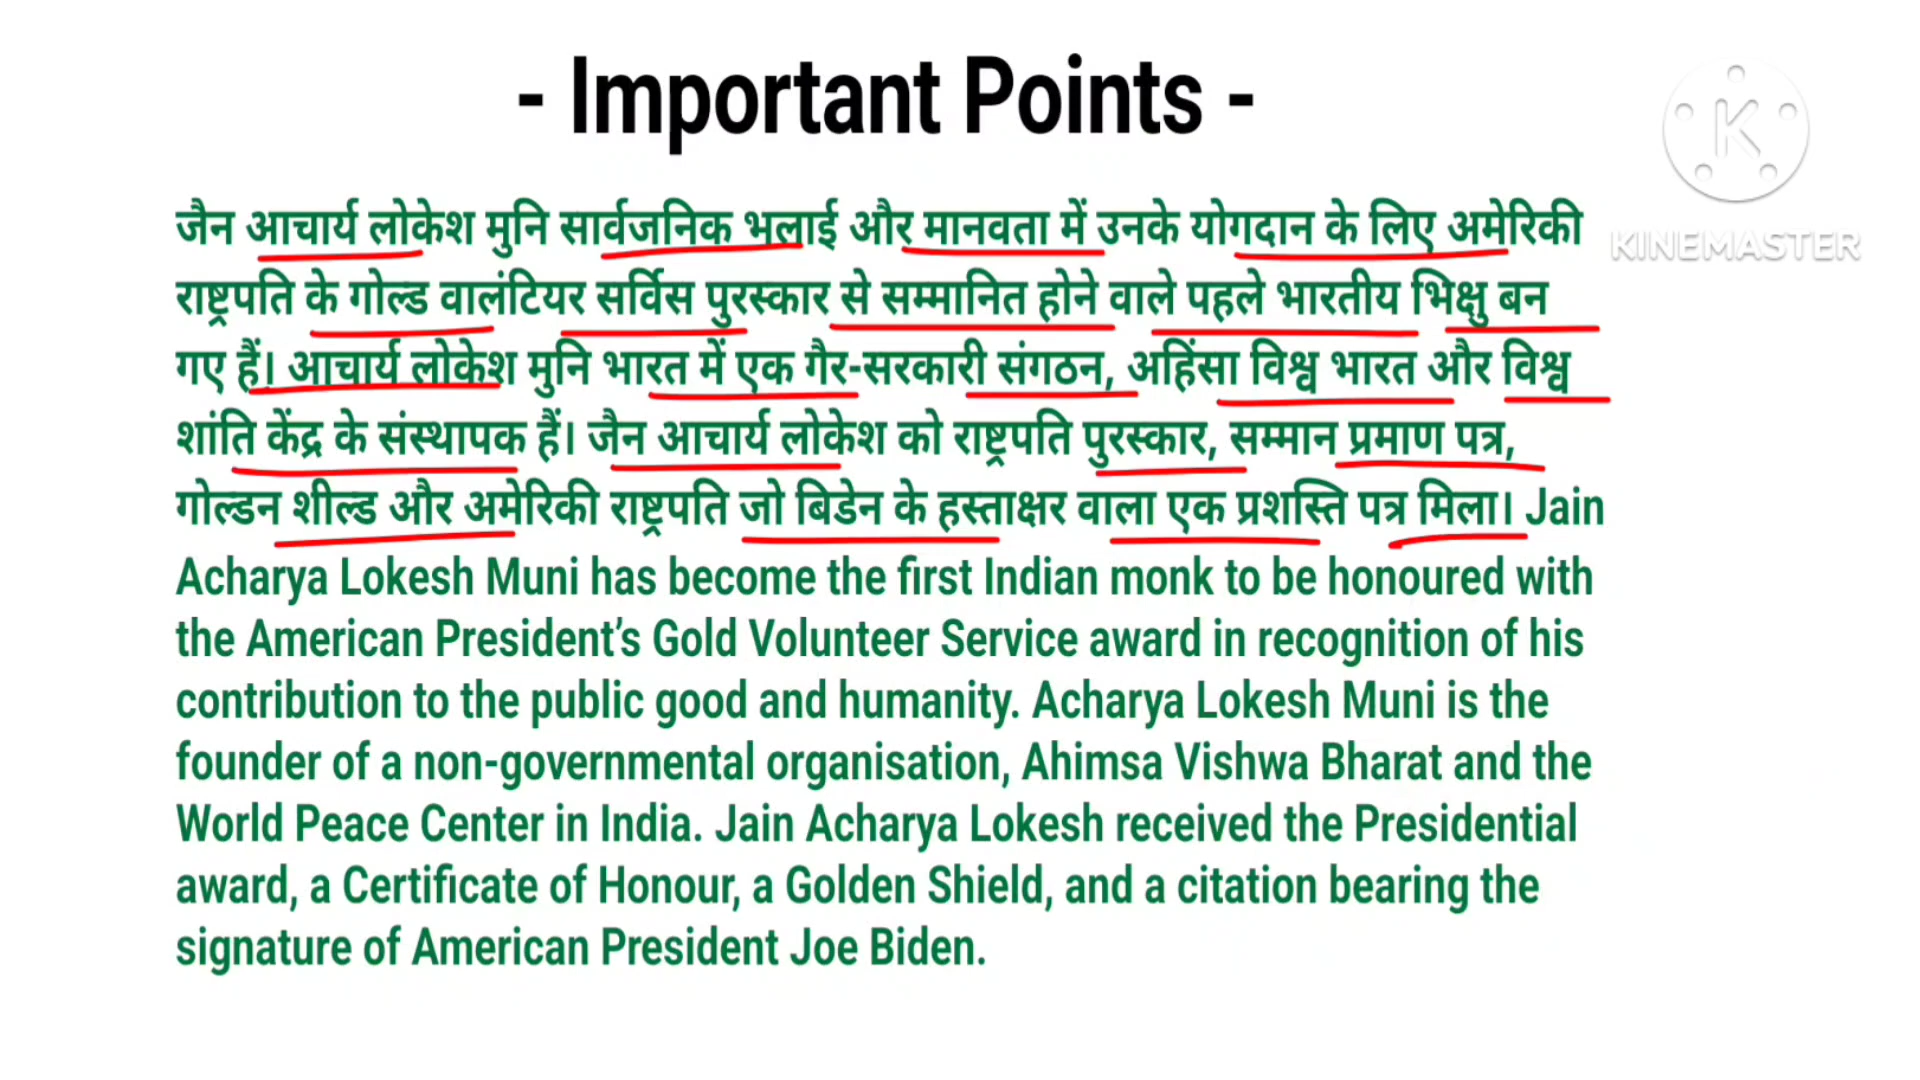 - Important Points -
K
KINEMASTER
जैन आचार्य लोकेश मुनि सार्वजनिक भलाई और मानवता में उनके योगदान के लिए अमेरिकी
राष्ट्रपति के गोल्ड वालंटियर सर्विस पुरस्कार से सम्मानित होने वाले पहले भारतीय भिक्षु बन
गए हैं। आचार्य लोकेश मुनि भारत में एक गैर-सरकारी संगठन, अहिंसा विश्व भारत और विश्व
शांति केंद्र के संस्थापक हैं। जैन आचार्य लोकेश को राष्ट्रपति पुरस्कार, सम्मान प्रमाण पत्र,
गोल्डन शील्ड और अमेरिकी राष्ट्रपति जो बिडेन के हस्ताक्षर वाला एक प्रशस्ति पत्र मिला। Jain
Acharya Lokesh Muni has become the first Indian monk to be honoured with
the American President’s Gold Volunteer Service award in recognition of his
contribution to the public good and humanity. Acharya Lokesh Muni is the
founder of a non-governmental organisation, Ahimsa Vishwa Bharat and the
World Peace Center in India. Jain Acharya Lokesh received the Presidential
award, a Certificate of Honour, a Golden Shield, and a citation bearing the
signature of American President Joe Biden.